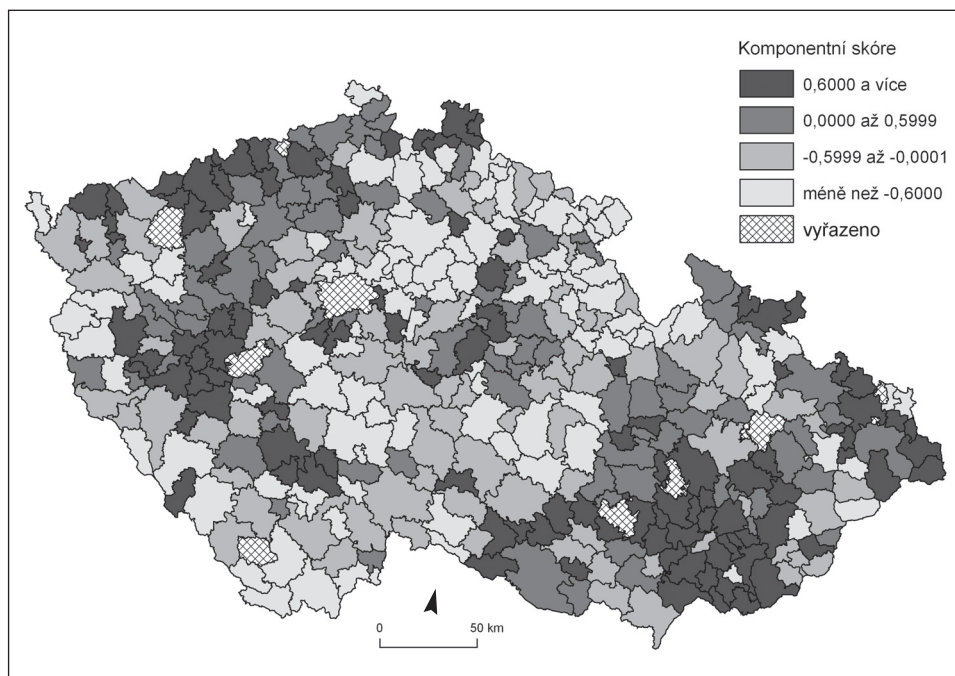 Komponentní skóre
0,6000 a více
0,0000 až 0,5999
-0,5999 až -0,0001
méně než -0,6000
vyřazeno
0 50 km